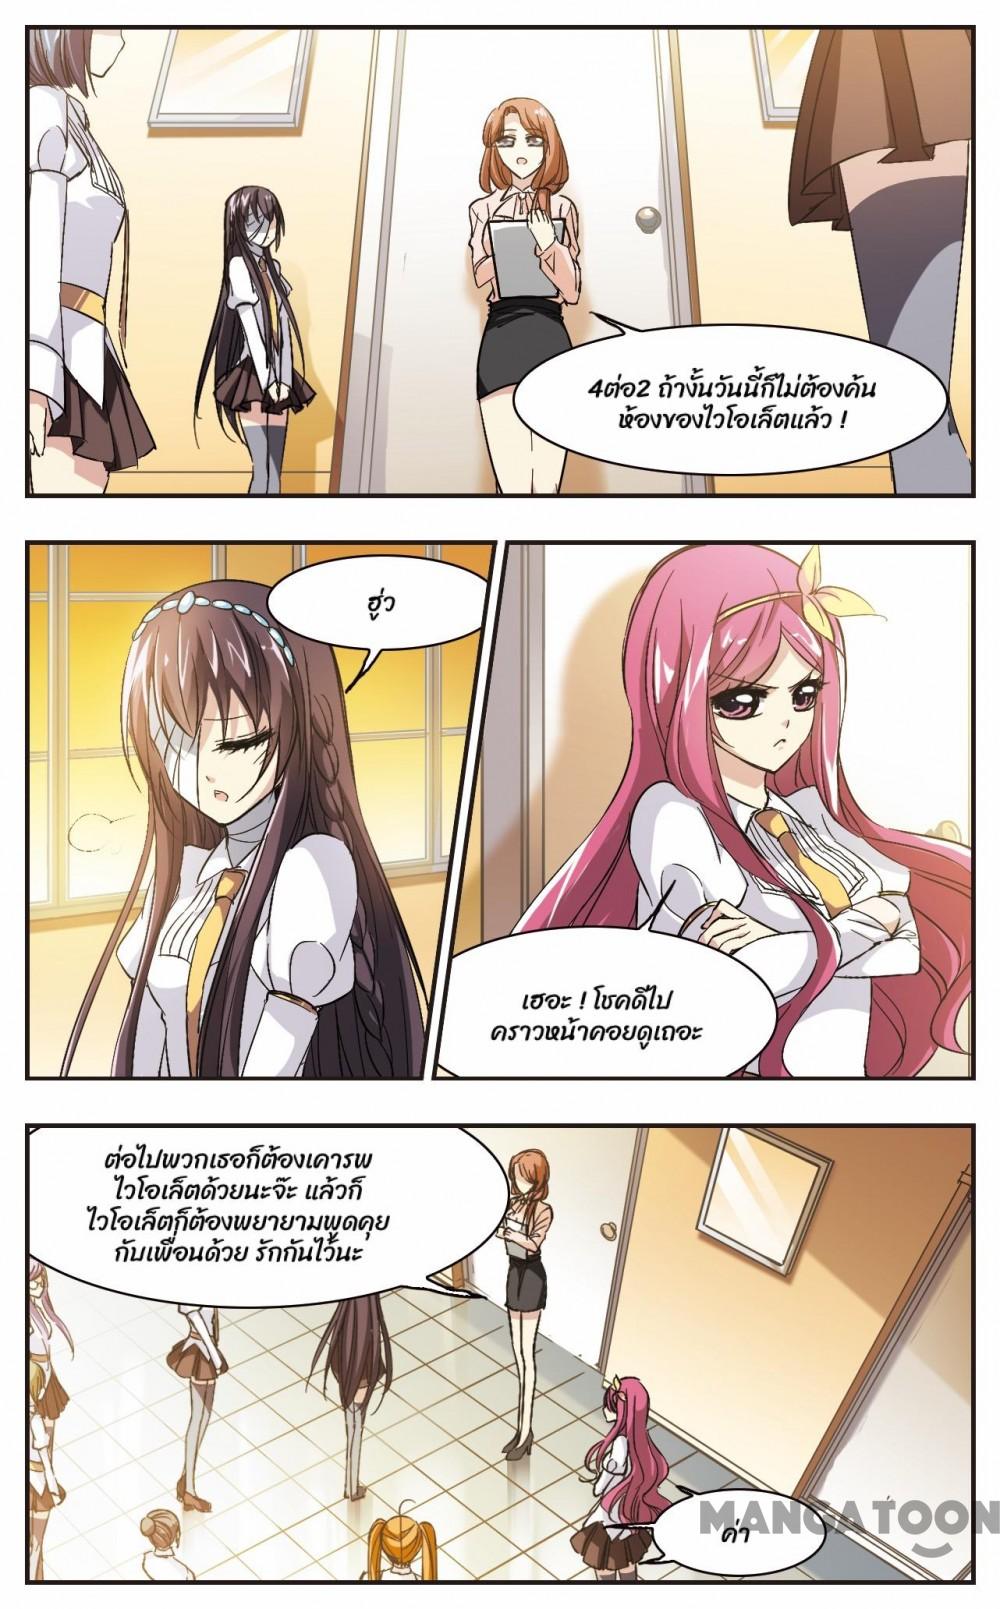 4ต่อ2 ถ้างั้นวันนี้ก็ไม่ต้องค้น
ห้องของไวโอเล็ตแล้ว !
ฮู่ว
เฮอะ ! โชคดีไป
คราวหน้าคอยดูเถอะ
ต่อไปพวกเธอก็ต้องเคารพ
ไวโอเล็ตด้วยนะจ๊ะ แล้วก็
ไวโอเล็ตก็ต้องพยายามพูดคุย
กับเพื่อนด้วย รักกันไว้นะ
ค่า
MANGATOON